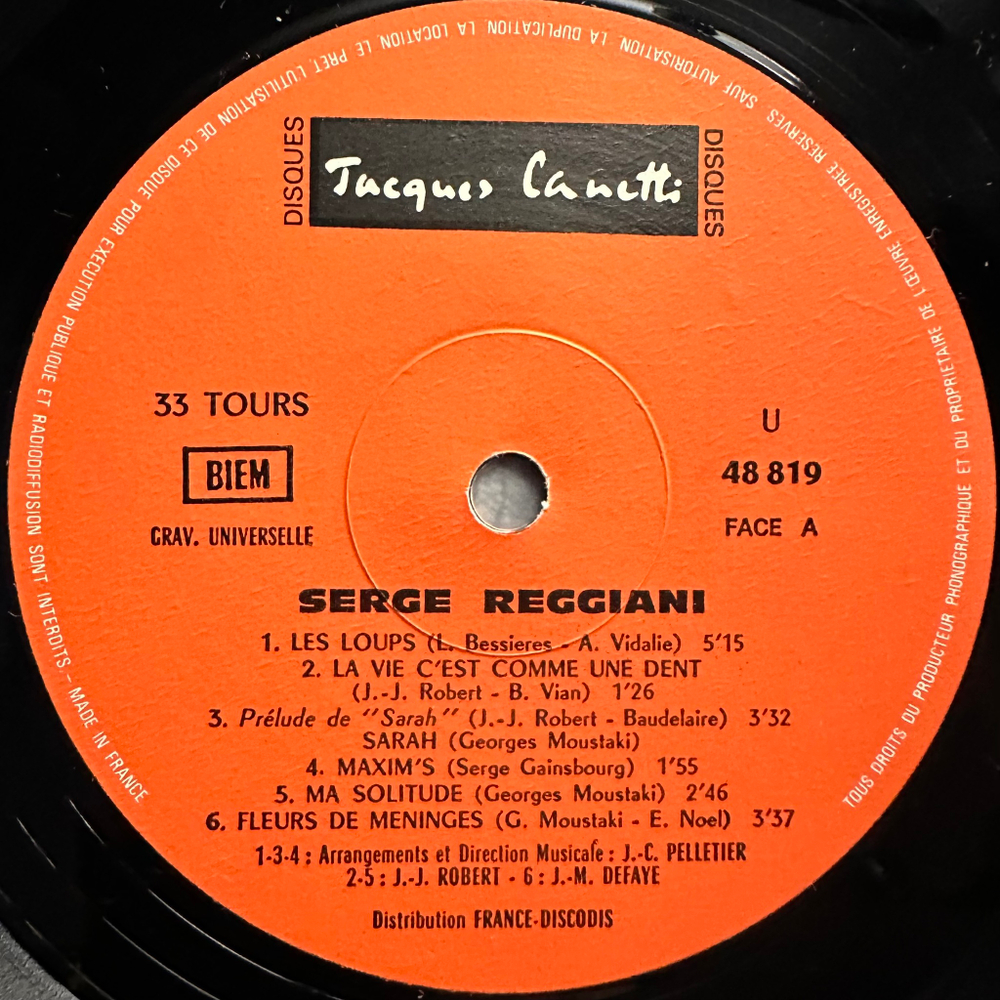 TOUS DROITS DU PRODUCTEUR PHONOGRAPHIQUE ET DU PROPRIETAIRE DE L'ŒUVRE ENREGISTREE RESERVES. SAUF AUTORISATION, LA DUPLICATION, LA LOCATION, LE PRET, L'UTILISATION DE CE DISQUE POUR EXECUTION PUBLIQUE ET RADIODIFFUSION SONT INTERDITS - MADE IN FRANCE
DISQUES
Jacques Canetti
DISQUES
33 TOURS
BIEM
GRAV. UNIVERSELLE
U
48 819
FACE A
SERGE REGGIANI
1. LES LOUPS (L. Bessieres - A. Vidalie) 5'15
2. LA VIE C'EST COMME UNE DENT
(J.-J. Robert - B. Vian) 1'26
3. Prélude de "Sarah" (J.-J. Robert - Baudelaire) 3'32
SARAH (Georges Moustaki)
4. MAXIM'S (Serge Gainsbourg) 1'55
5. MA SOLITUDE (Georges Moustaki) 2'46
6. FLEURS DE MENINGES (G. Moustaki - E. Noel) 3'37
1-3-4 : Arrangements et Direction Musicale : J.-C. PELLETIER
2-5 : J.-J. ROBERT - 6 : J.-M. DEFAYE
Distribution FRANCE-DISCODIS